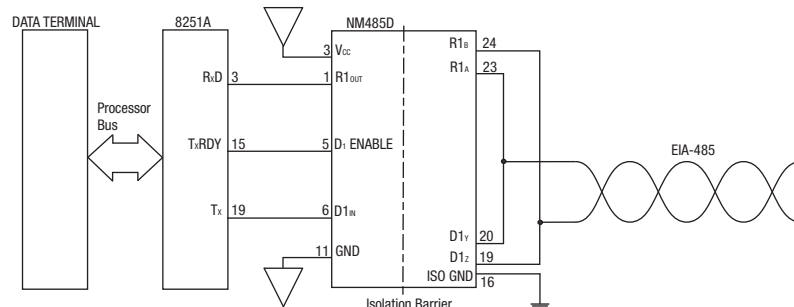 DATA TERMINAL
8251A
NM485D
3 VCC
R1B 24
R1A 23
RxD 3
1 R1OUT
Processor
Bus
TxRDY 15
5 D1 ENABLE
EIA-485
Tx 19
6 D1IN
D1Y 20
11 GND
D1Z 19
ISO GND 16
Isolation Barrier